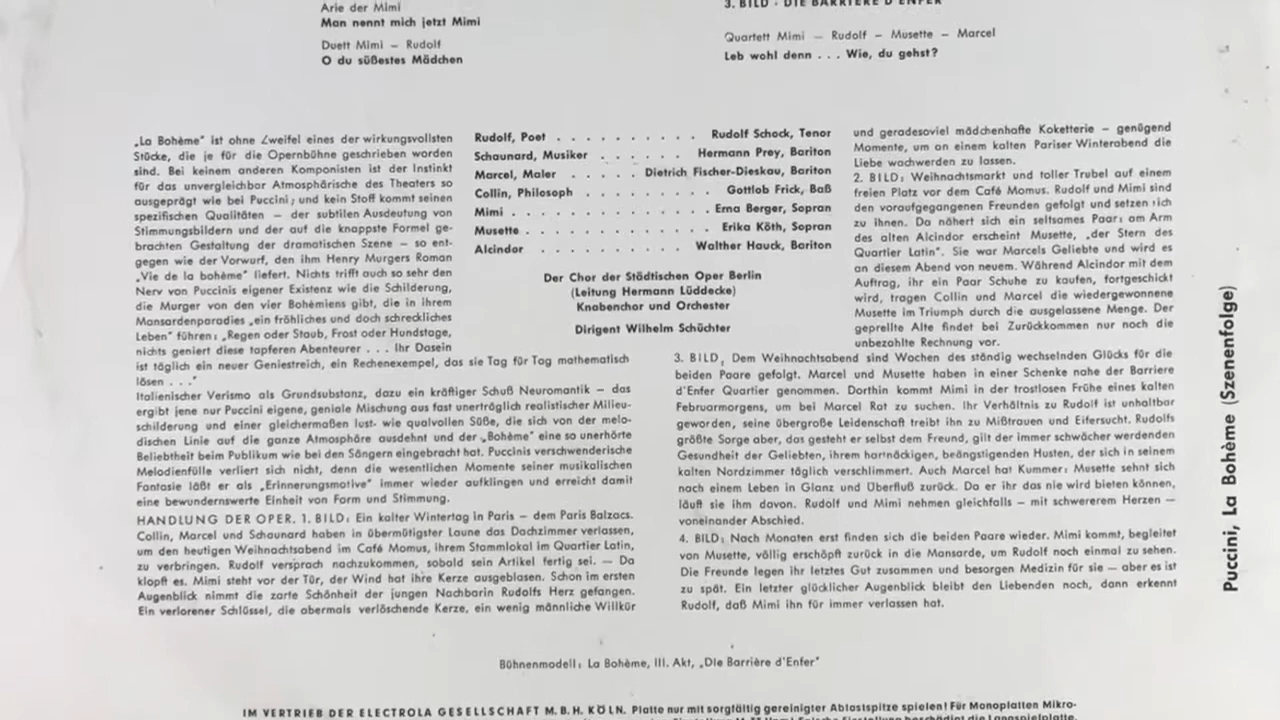 Arie der Mimi
Man nennt mich jetzt Mimi
Duett Mimi – Rudolf
O du süßestes Mädchen
3. BILD · DIE BARRIERE D'ENFER
Quartett Mimi – Rudolf – Musette – Marcel
Leb wohl denn . . . Wie, du gehst?
„La Bohème" ist ohne Zweifel eines der wirkungsvollsten
Stücke, die je für die Opernbühne geschrieben worden
sind. Bei keinem anderen Komponisten ist der Instinkt
für das unvergleichbar Atmosphärische des Theaters so
ausgeprägt wie bei Puccini; und kein Stoff kommt seinen
spezifischen Qualitäten – der subtilen Ausdeutung von
Stimmungsbildern und der auf die knappste Formel ge-
brachten Gestaltung der dramatischen Szene – so ent-
gegen wie der Vorwurf, den ihm Henry Murgers Roman
„Vie de la bohème" liefert. Nichts trifft auch so sehr den
Nerv von Puccinis eigener Existenz wie die Schilderung,
die Murger von den vier Bohèmiens gibt, die in ihrem
Mansardenparadies „ein fröhliches und doch schreckliches
Leben" führen: „Regen oder Staub, Frost oder Hundstage,
nichts geniert diese tapferen Abenteurer . . . Ihr Dasein
ist täglich ein neuer Geniestreich, ein Rechenexempel, das sie Tag für Tag mathematisch
lösen . . ."
Italienischer Verismo als Grundsubstanz, dazu ein kräftiger Schuß Neuromantik – das
ergibt jene nur Puccini eigene, geniale Mischung aus fast unerträglich realistischer Milieu-
schilderung und einer gleichermaßen lust- wie qualvollen Süße, die sich von der melo-
dischen Linie auf die ganze Atmosphäre ausdehnt und der „Bohème" eine so unerhörte
Beliebtheit beim Publikum wie bei den Sängern eingebracht hat. Puccinis verschwenderische
Melodienfülle verliert sich nicht, denn die wesentlichen Momente seiner musikalischen
Fantasie läßt er als „Erinnerungsmotive" immer wieder aufklingen und erreicht damit
eine bewundernswerte Einheit von Form und Stimmung.
HANDLUNG DER OPER. 1. BILD: Ein kalter Wintertag in Paris – dem Paris Balzacs.
Collin, Marcel und Schaunard haben in übermütigster Laune das Dachzimmer verlassen,
um den heutigen Weihnachtsabend im Café Momus, ihrem Stammlokal im Quartier Latin,
zu verbringen. Rudolf versprach nachzukommen, sobald sein Artikel fertig sei. – Da
klopft es. Mimi steht vor der Tür, der Wind hat ihre Kerze ausgeblasen. Schon im ersten
Augenblick nimmt die zarte Schönheit der jungen Nachbarin Rudolfs Herz gefangen.
Ein verlorener Schlüssel, die abermals verlöschende Kerze, ein wenig männliche Willkür
Rudolf, Poet . . . . . . . . . . Rudolf Schock, Tenor
Schaunard, Musiker . . . . . . Hermann Prey, Bariton
Marcel, Maler . . . . . Dietrich Fischer-Dieskau, Bariton
Collin, Philosoph . . . . . . . . . Gottlob Frick, Baß
Mimi . . . . . . . . . . . . . . Erna Berger, Sopran
Musette . . . . . . . . . . . . . Erika Köth, Sopran
Alcindor . . . . . . . . . . Walther Hauck, Bariton
Der Chor der Städtischen Oper Berlin
(Leitung Hermann Lüddecke)
Knabenchor und Orchester
Dirigent Wilhelm Schüchter
und geradesoviel mädchenhafte Koketterie – genügend
Momente, um an einem kalten Pariser Winterabend die
Liebe wachwerden zu lassen.
2. BILD: Weihnachtsmarkt und toller Trubel auf einem
freien Platz vor dem Café Momus. Rudolf und Mimi sind
den voraufgegangenen Freunden gefolgt und setzen sich
zu ihnen. Da nähert sich ein seltsames Paar: am Arm
des alten Alcindor erscheint Musette, „der Stern des
Quartier Latin". Sie war Marcels Geliebte und wird es
an diesem Abend von neuem. Während Alcindor mit dem
Auftrag, ihr ein Paar Schuhe zu kaufen, fortgeschickt
wird, tragen Collin und Marcel die wiedergewonnene
Musette im Triumph durch die ausgelassene Menge. Der
geprellte Alte findet bei Zurückkommen nur noch die
unbezahlte Rechnung vor.
3. BILD, Dem Weihnachtsabend sind Wochen des ständig wechselnden Glücks für die
beiden Paare gefolgt. Marcel und Musette haben in einer Schenke nahe der Barriere
d'Enfer Quartier genommen. Dorthin kommt Mimi in der trostlosen Frühe eines kalten
Februarmorgens, um bei Marcel Rat zu suchen. Ihr Verhältnis zu Rudolf ist unhaltbar
geworden, seine übergroße Leidenschaft treibt ihn zu Mißtrauen und Eifersucht. Rudolfs
größte Sorge aber, das gesteht er selbst dem Freund, gilt der immer schwächer werdenden
Gesundheit der Geliebten, ihrem hartnäckigen, beängstigenden Husten, der sich in seinem
kalten Nordzimmer täglich verschlimmert. Auch Marcel hat Kummer: Musette sehnt sich
nach einem Leben in Glanz und Überfluß zurück. Da er ihr das nie wird bieten können,
läuft sie ihm davon. Rudolf und Mimi nehmen gleichfalls – mit schwererem Herzen –
voneinander Abschied.
4. BILD: Nach Monaten erst finden sich die beiden Paare wieder. Mimi kommt, begleitet
von Musette, völlig erschöpft zurück in die Mansarde, um Rudolf noch einmal zu sehen.
Die Freunde legen ihr letztes Gut zusammen und besorgen Medizin für sie – aber es ist
zu spät. Ein letzter glücklicher Augenblick bleibt den Liebenden noch, dann erkennt
Rudolf, daß Mimi ihn für immer verlassen hat.
Puccini, La Bohème (Szenenfolge)
Bühnenmodell: La Bohème, III. Akt, „Die Barrière d'Enfer"
IM VERTRIEB DER ELECTROLA GESELLSCHAFT M.B.H. KÖLN. Platte nur mit sorgfältig gereinigter Abtastspitze spielen! Für Monoplatten Mikro-
beschädigt die Langspielplatte.